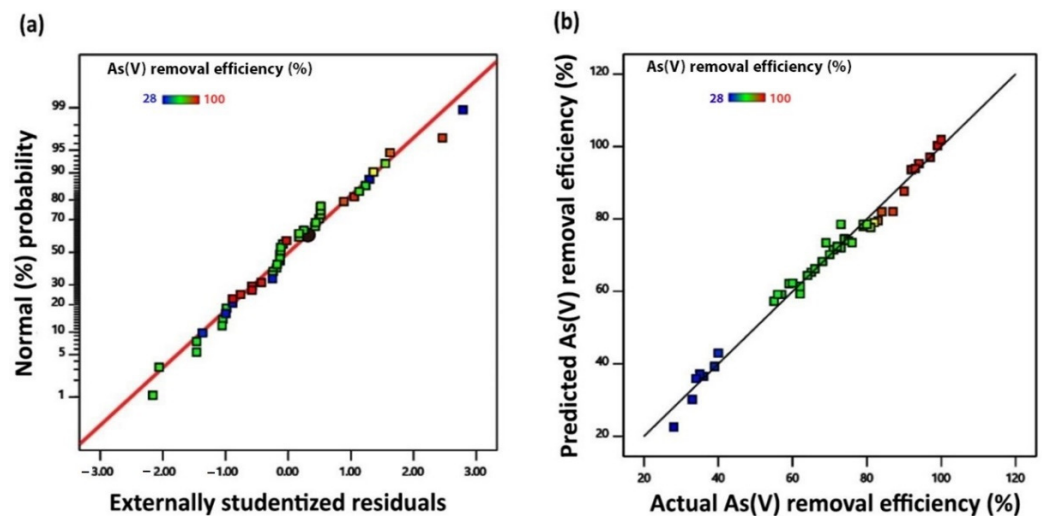 (a)
As(V) removal efficiency (%)
28 100
Normal (%) probability
99
95
90
80
70
50
30
20
10
5
1
-3.00 -2.00 -1.00 0.00 1.00 2.00 3.00
Externally studentized residuals
(b)
As(V) removal efficiency (%)
28 100
Predicted As(V) removal eficiency (%)
120
100
80
60
40
20
20 40 60 80 100 120
Actual As(V) removal efficiency (%)